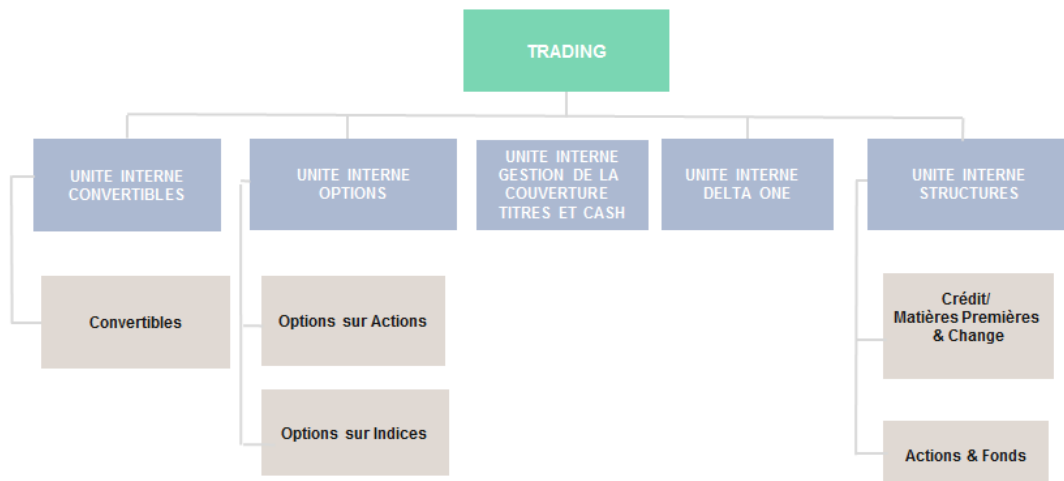 TRADING
UNITE INTERNE
CONVERTIBLES
UNITE INTERNE
OPTIONS
UNITE INTERNE
GESTION DE LA
COUVERTURE
TITRES ET CASH
UNITE INTERNE
DELTA ONE
UNITE INTERNE
STRUCTURES
Convertibles
Options sur Actions
Options sur Indices
Crédit/
Matières Premières
& Change
Actions & Fonds